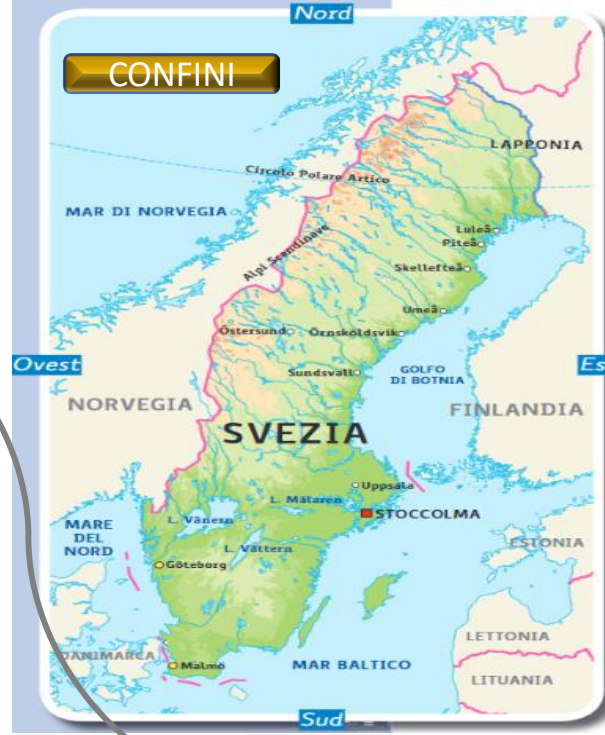 Nord
CONFINI
LAPPONIA
Circolo Polare Artico
MAR DI NORVEGIA
Luleå
Piteå
Alpi Scandinave
Skellefteå
Umeå
Östersund
Örnsköldsvik
Ovest
Es
Sundsvall
GOLFO
DI BOTNIA
NORVEGIA
FINLANDIA
SVEZIA
Uppsala
L. Mälaren
STOCCOLMA
L. Vänern
MARE
DEL
NORD
ESTONIA
L. Vättern
Göteborg
LETTONIA
DANIMARCA
Malmö
MAR BALTICO
LITUANIA
Sud